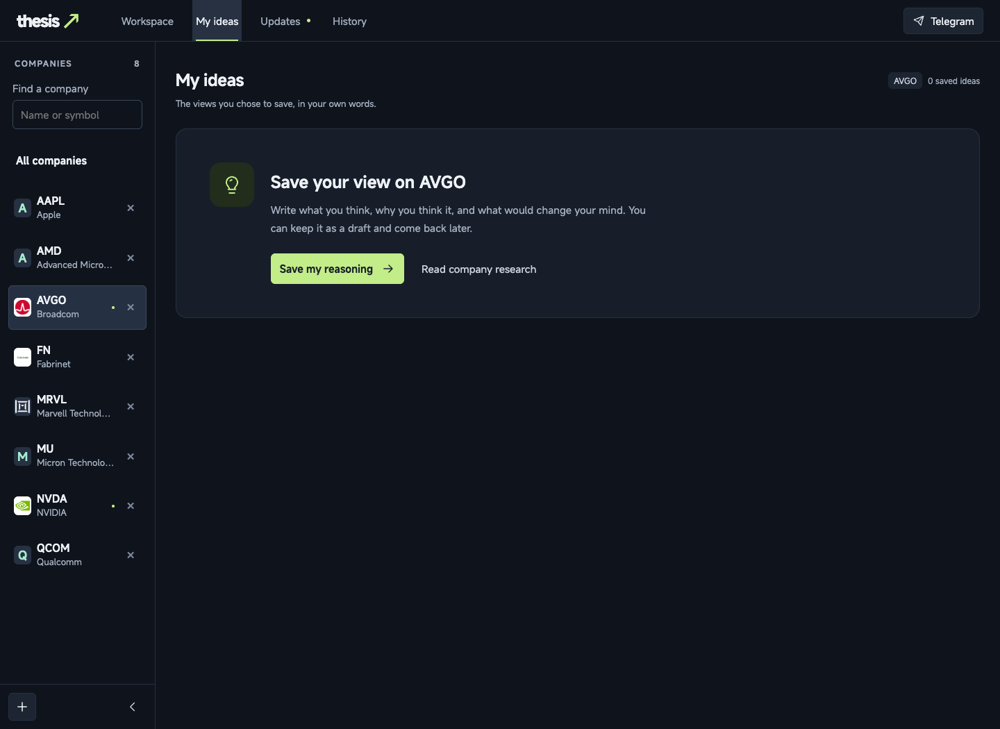 thesis
Workspace
My ideas
Updates
History
Telegram
COMPANIES 8
Find a company
Name or symbol
All companies
A
AAPL
Apple
A
AMD
Advanced Micro...
AVGO
Broadcom
FN
Fabrinet
MRVL
Marvell Technol...
M
MU
Micron Technolo...
NVDA
NVIDIA
Q
QCOM
Qualcomm
My ideas
AVGO 0 saved ideas
The views you chose to save, in your own words.
Save your view on AVGO
Write what you think, why you think it, and what would change your mind. You
can keep it as a draft and come back later.
Save my reasoning
Read company research